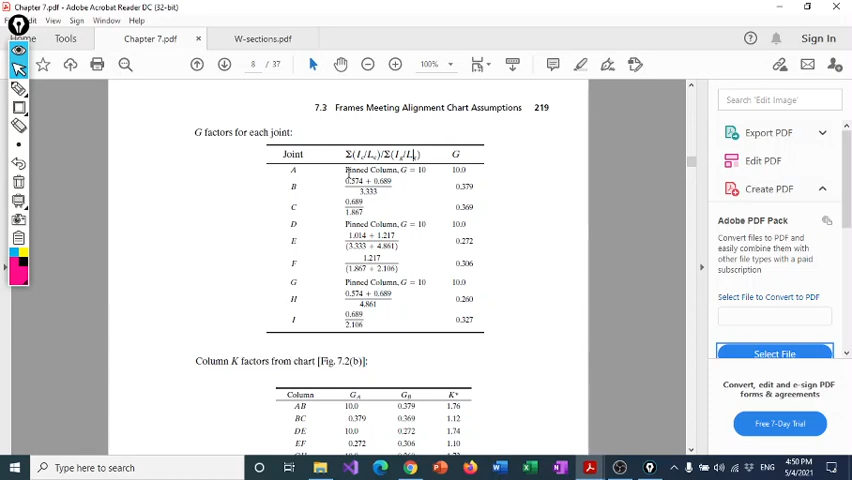 Chapter 7.pdf - Adobe Acrobat Reader DC (32-bit)
File Edit View Sign Window Help
Home Tools Chapter 7.pdf × W-sections.pdf Sign In
8 / 37 100%
7.3 Frames Meeting Alignment Chart Assumptions 219
G factors for each joint:
Joint Σ(Ic/Lc)/Σ(Ig/Lg) G
A Pinned Column, G = 10 10.0
B 0.574 + 0.689 / 3.333 0.379
C 0.689 / 1.867 0.369
D Pinned Column, G = 10 10.0
E 1.014 + 1.217 / (3.333 + 4.861) 0.272
F 1.217 / (1.867 + 2.106) 0.306
G Pinned Column, G = 10 10.0
H 0.574 + 0.689 / 4.861 0.260
I 0.689 / 2.106 0.327
Column K factors from chart [Fig. 7.2(b)]:
Column GA GB K*
AB 10.0 0.379 1.76
BC 0.379 0.369 1.12
DE 10.0 0.272 1.74
EF 0.272 0.306 1.10
Search 'Edit Image'
Export PDF
Edit PDF
Create PDF
Adobe PDF Pack
Convert files to PDF and
easily combine them with
other file types with a paid
subscription
Select File to Convert to PDF
Select File
Convert, edit and e-sign PDF
forms & agreements
Free 7-Day Trial
Type here to search
ENG
4:50 PM
5/4/2021